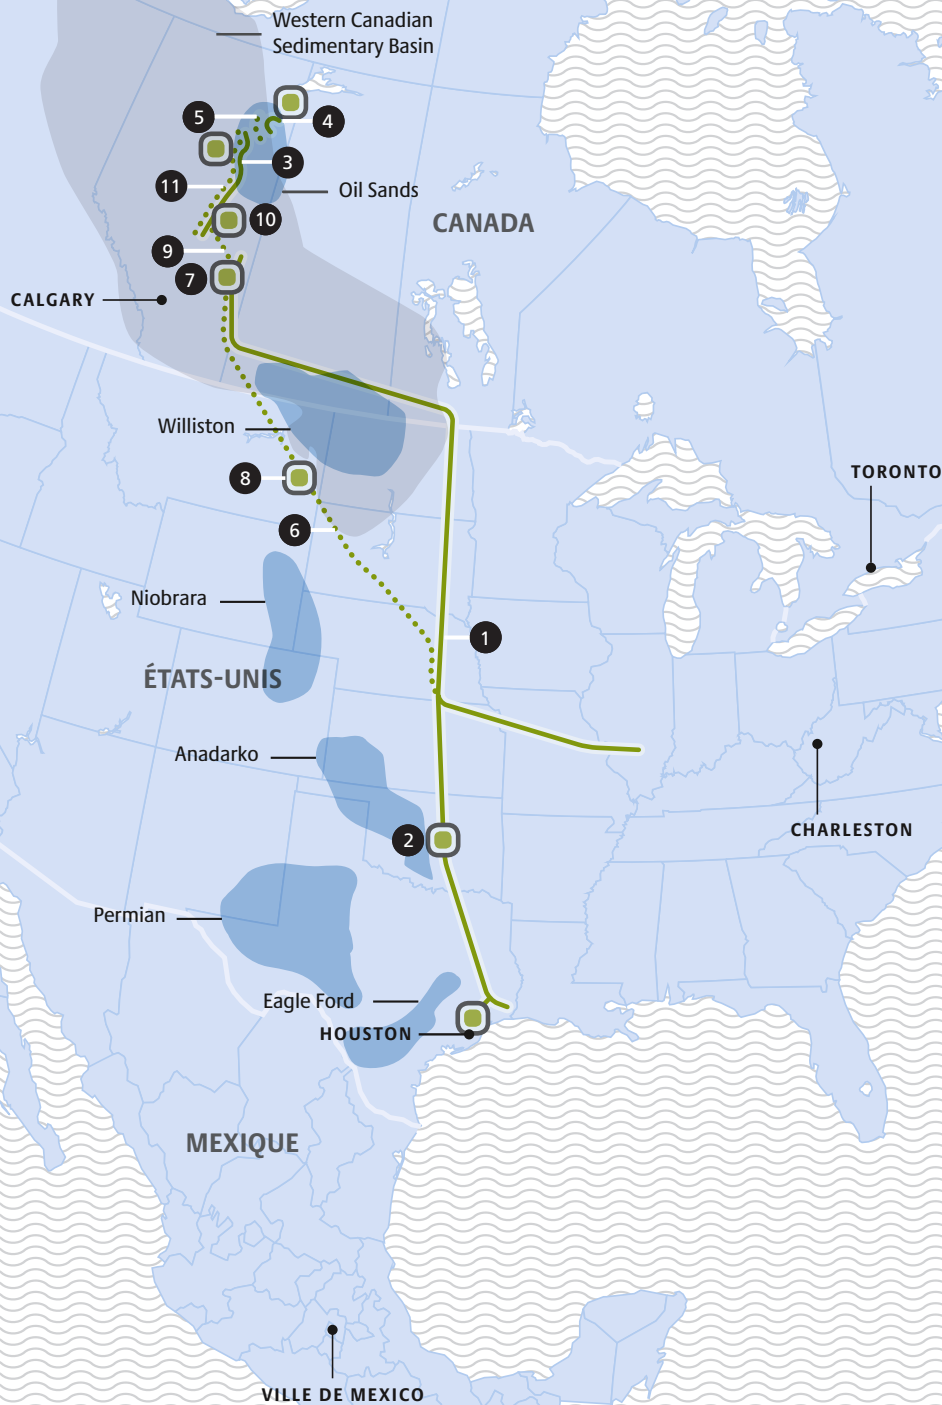 Western Canadian
Sedimentary Basin
5
4
3
11
Oil Sands
10
CANADA
9
7
CALGARY
Williston
TORONTO
8
6
Niobrara
1
ÉTATS-UNIS
Anadarko
CHARLESTON
2
Permian
Eagle Ford
HOUSTON
MEXIQUE
VILLE DE MEXICO